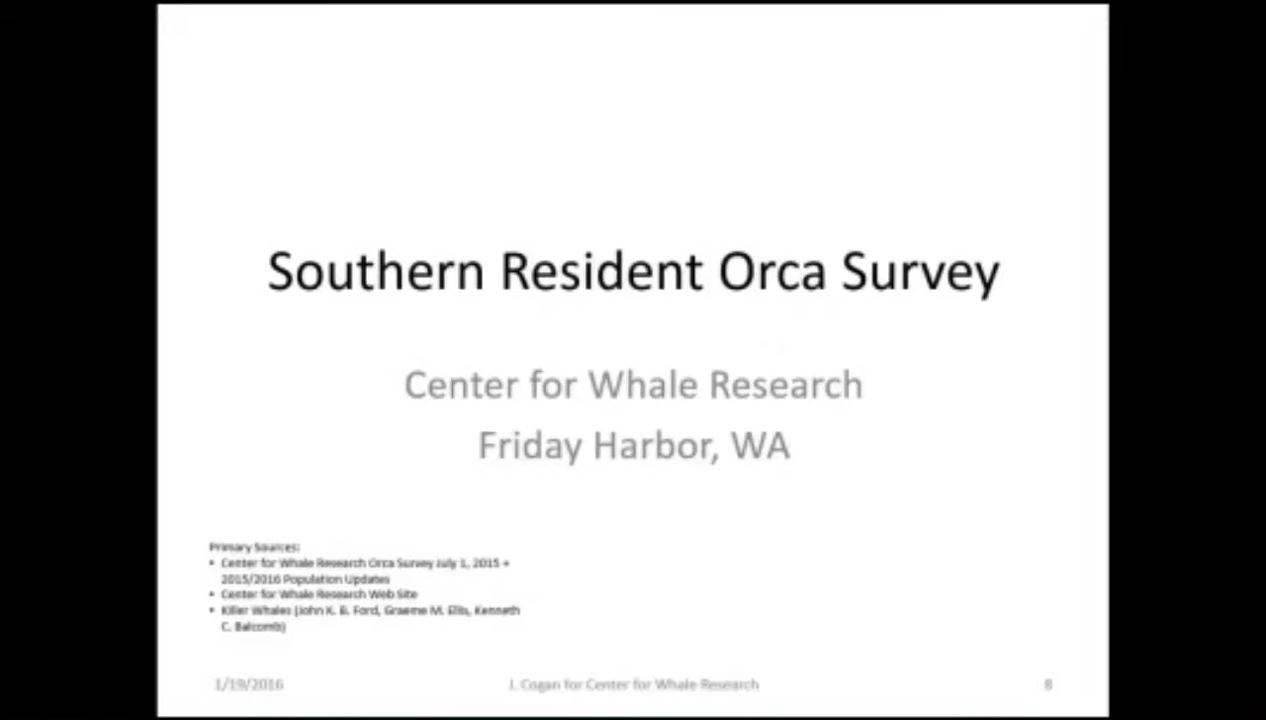 Southern Resident Orca Survey
Center for Whale Research
Friday Harbor, WA
Primary Sources:
• Center for Whale Research Orca Survey July 1, 2015 +
2015/2016 Population Updates
• Center for Whale Research Web Site
• Killer Whales (John K. B. Ford, Graeme M. Ellis, Kenneth
C. Balcomb)
1/19/2016
J. Cogan for Center for Whale Research
8